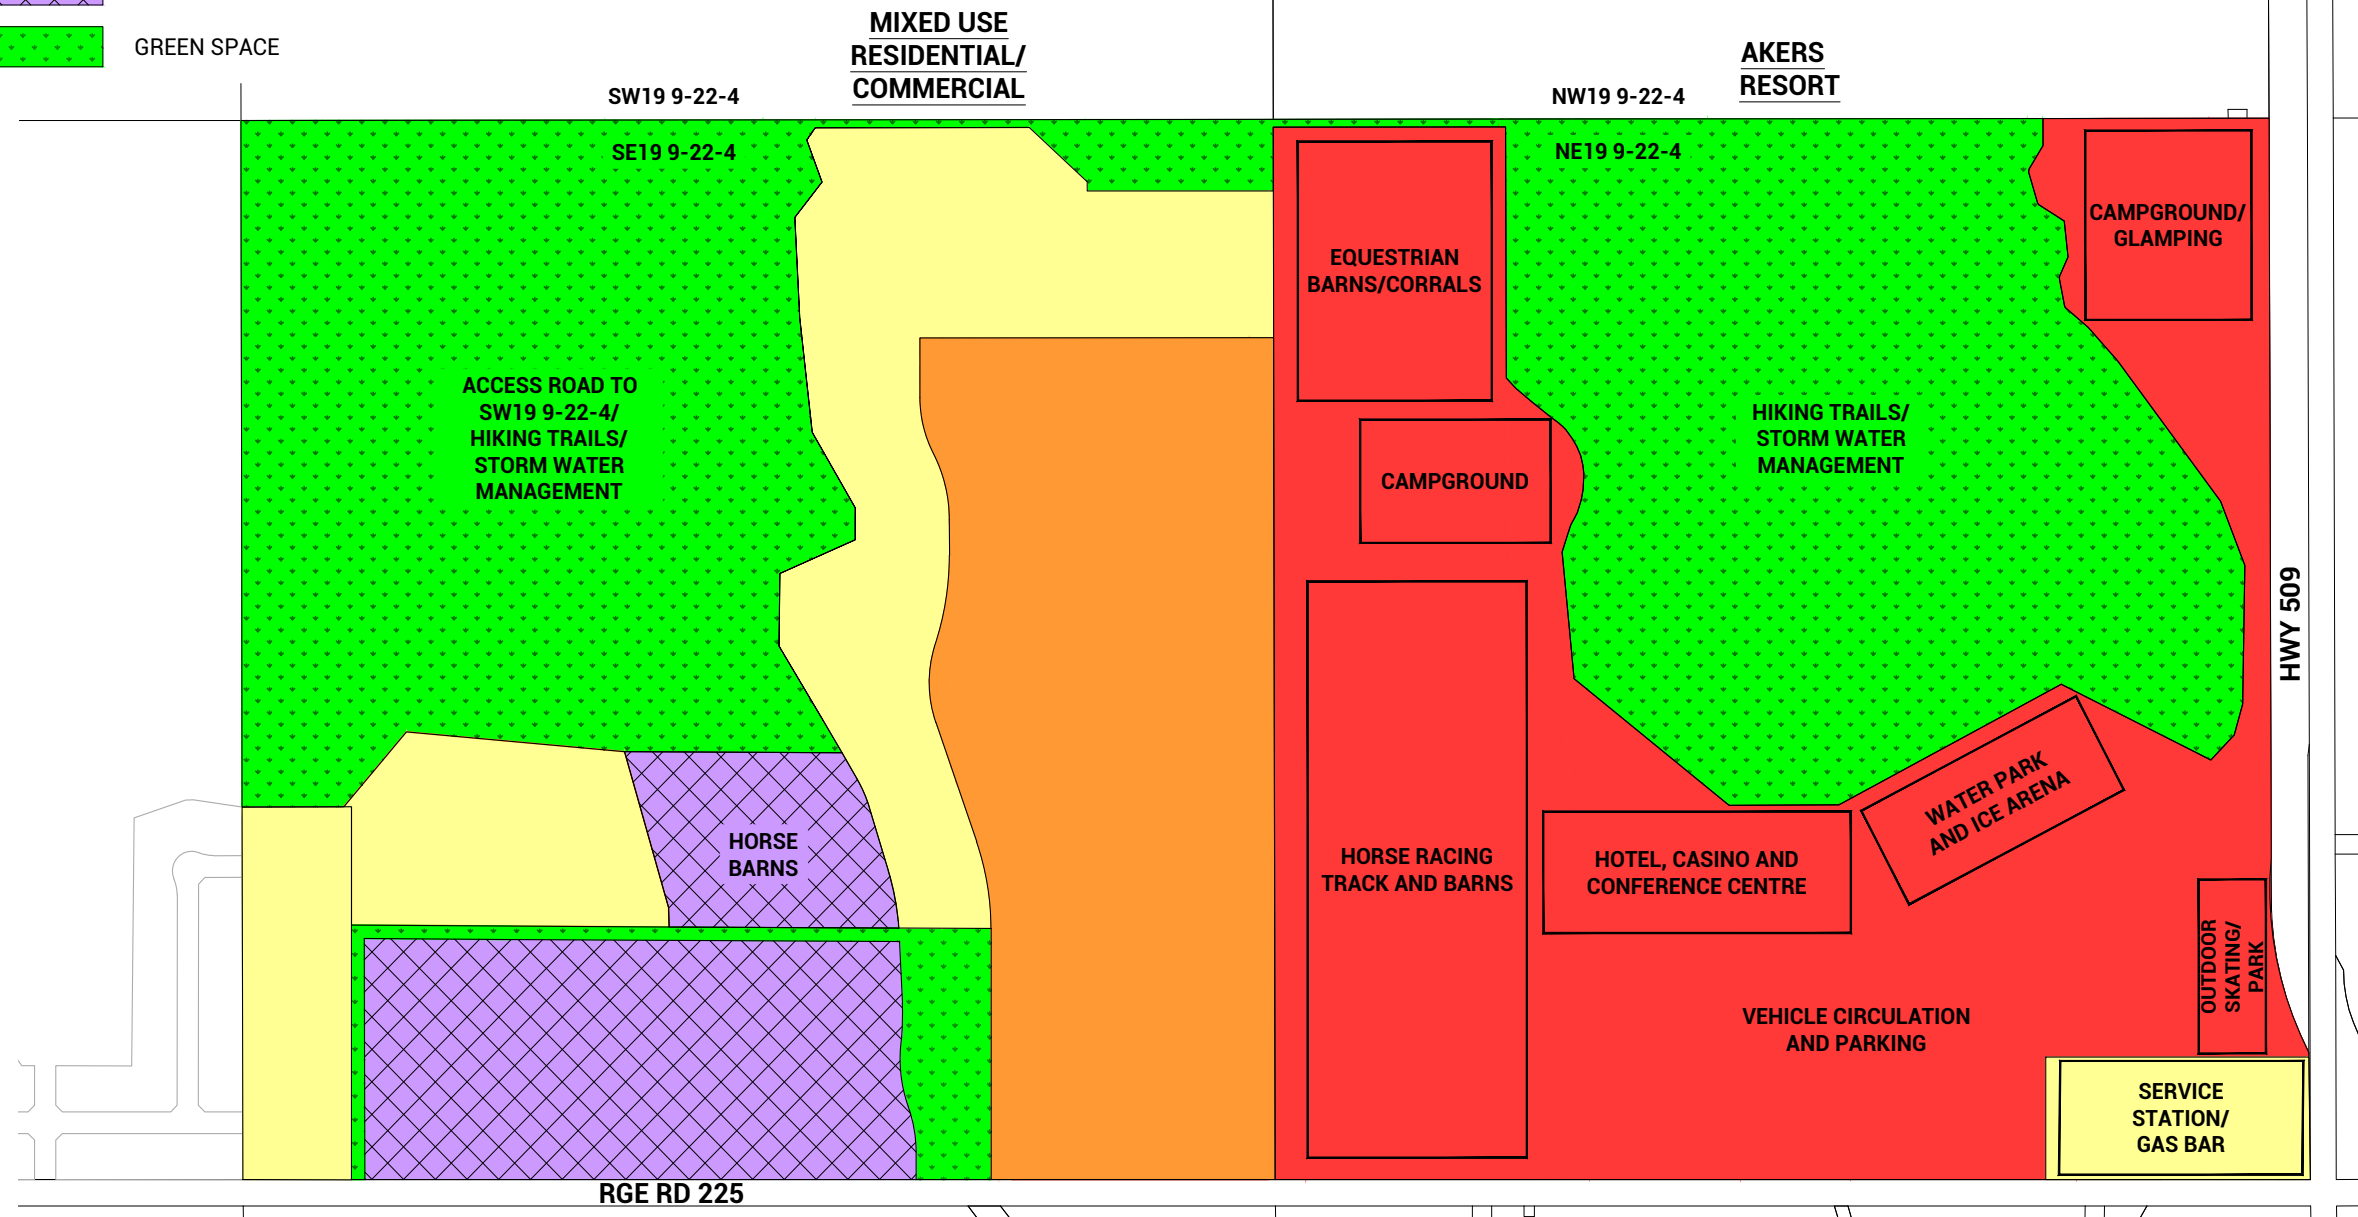 GREEN SPACE
MIXED USE
RESIDENTIAL/
COMMERCIAL
AKERS
RESORT
SW19 9-22-4
NW19 9-22-4
SE19 9-22-4
NE19 9-22-4
CAMPGROUND/
GLAMPING
EQUESTRIAN
BARNS/CORRALS
ACCESS ROAD TO
SW19 9-22-4/
HIKING TRAILS/
STORM WATER
MANAGEMENT
HIKING TRAILS/
STORM WATER
MANAGEMENT
CAMPGROUND
HWY 509
WATER PARK
AND ICE ARENA
HORSE
BARNS
HORSE RACING
TRACK AND BARNS
HOTEL, CASINO AND
CONFERENCE CENTRE
OUTDOOR
SKATING/
PARK
VEHICLE CIRCULATION
AND PARKING
SERVICE
STATION/
GAS BAR
RGE RD 225